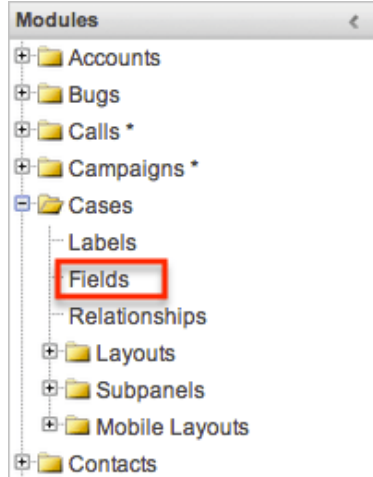 Modules
Accounts
Bugs
Calls *
Campaigns *
Cases
Labels
Fields
Relationships
Layouts
Subpanels
Mobile Layouts
Contacts